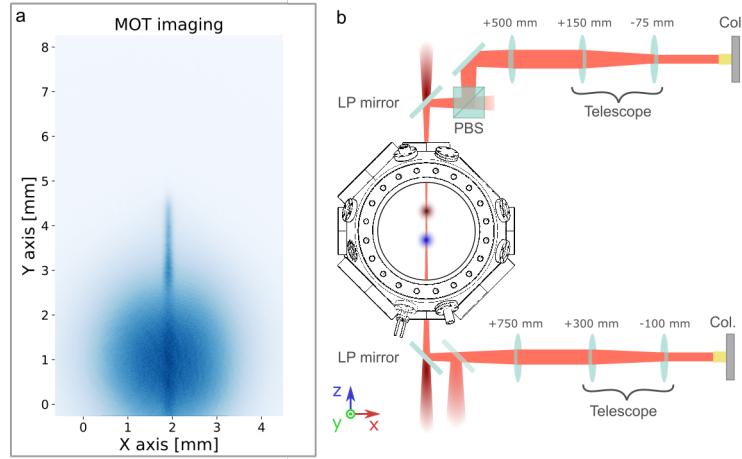 a
MOT imaging
8
7
6
5
4
3
2
1
0
Y axis [mm]
0 1 2 3 4
X axis [mm]
b
+500 mm +150 mm -75 mm Col
LP mirror
PBS
Telescope
+750 mm +300 mm -100 mm Col.
LP mirror
Telescope
z
y x